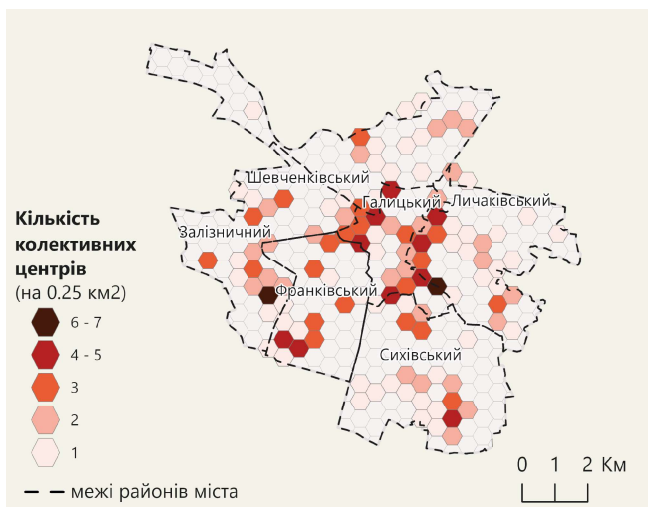 Шевченківський
Галицький
Личаківський
Залізничний
Франківський
Сихівський
Кількість
колективних
центрів
(на 0.25 км2)
6 - 7
4 - 5
3
2
1
межі районів міста
0 1 2 Км